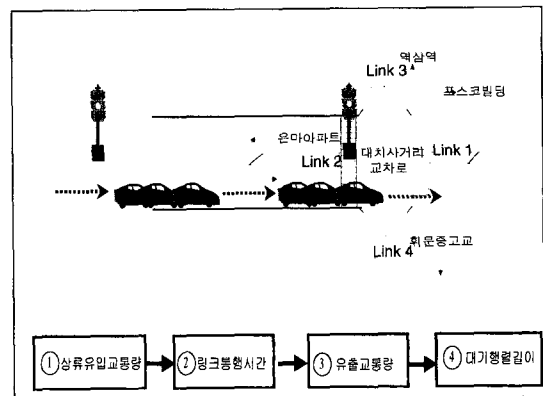 역삼역
Link 3
포스코빌딩
은마아파트
Link 2
대치사거리
교차로
Link 1
휘문중고교
Link 4
① 상류유입교통량
② 링크통행시간
③ 유출교통량
④ 대기행렬길이